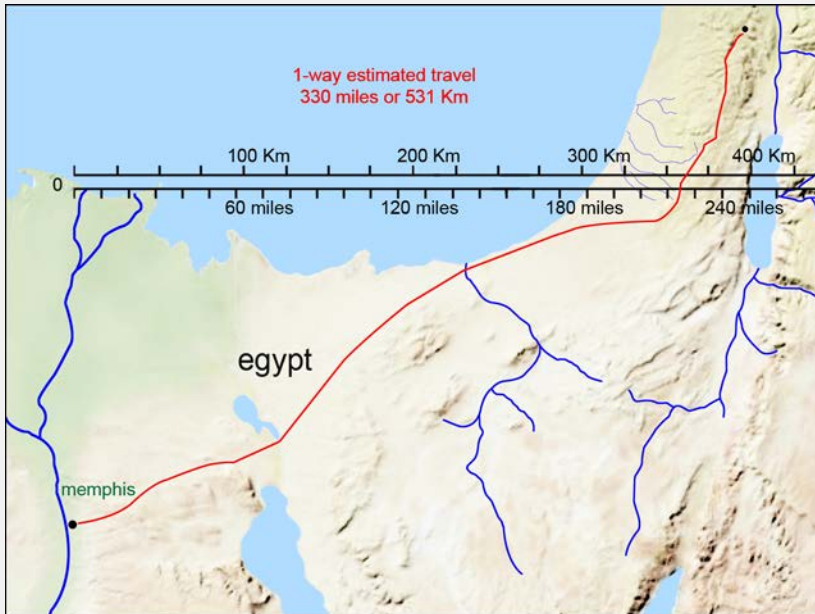 1-way estimated travel
330 miles or 531 Km
100 Km 200 Km 300 Km 400 Km
0
60 miles 120 miles 180 miles 240 miles
egypt
memphis